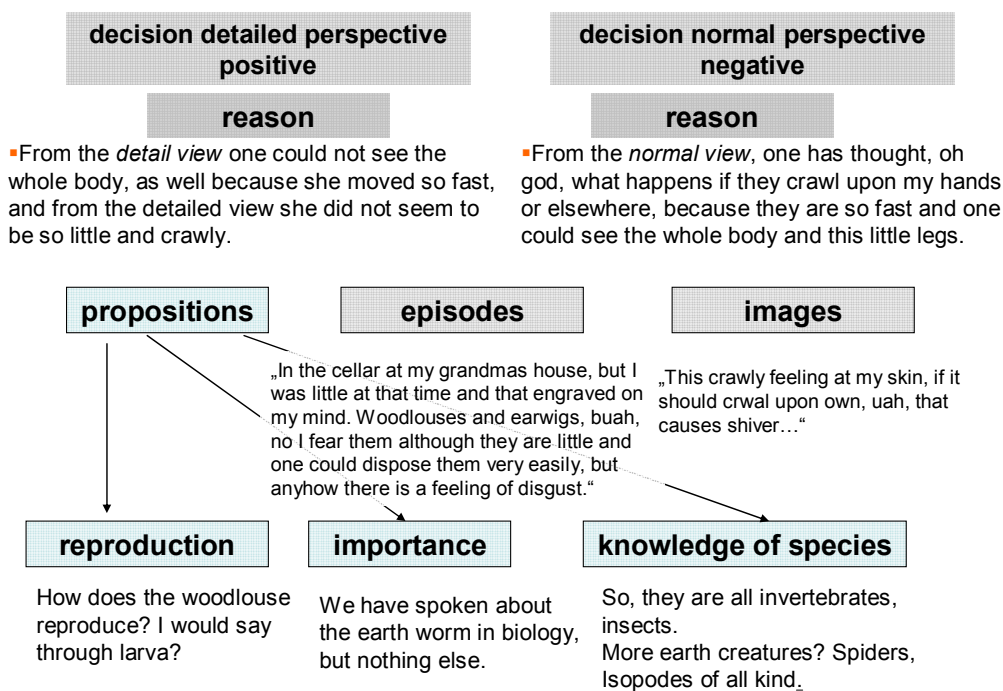 decision detailed perspective
positive
decision normal perspective
negative
reason
reason
▪From the detail view one could not see the
whole body, as well because she moved so fast,
and from the detailed view she did not seem to
be so little and crawly.
▪From the normal view, one has thought, oh
god, what happens if they crawl upon my hands
or elsewhere, because they are so fast and one
could see the whole body and this little legs.
propositions
episodes
images
„In the cellar at my grandmas house, but I
was little at that time and that engraved on
my mind. Woodlouses and earwigs, buah,
no I fear them although they are little and
one could dispose them very easily, but
anyhow there is a feeling of disgust.“
„This crawly feeling at my skin, if it
should crwal upon own, uah, that
causes shiver…“
reproduction
importance
knowledge of species
How does the woodlouse
reproduce? I would say
through larva?
We have spoken about
the earth worm in biology,
but nothing else.
So, they are all invertebrates,
insects.
More earth creatures? Spiders,
Isopodes of all kind.